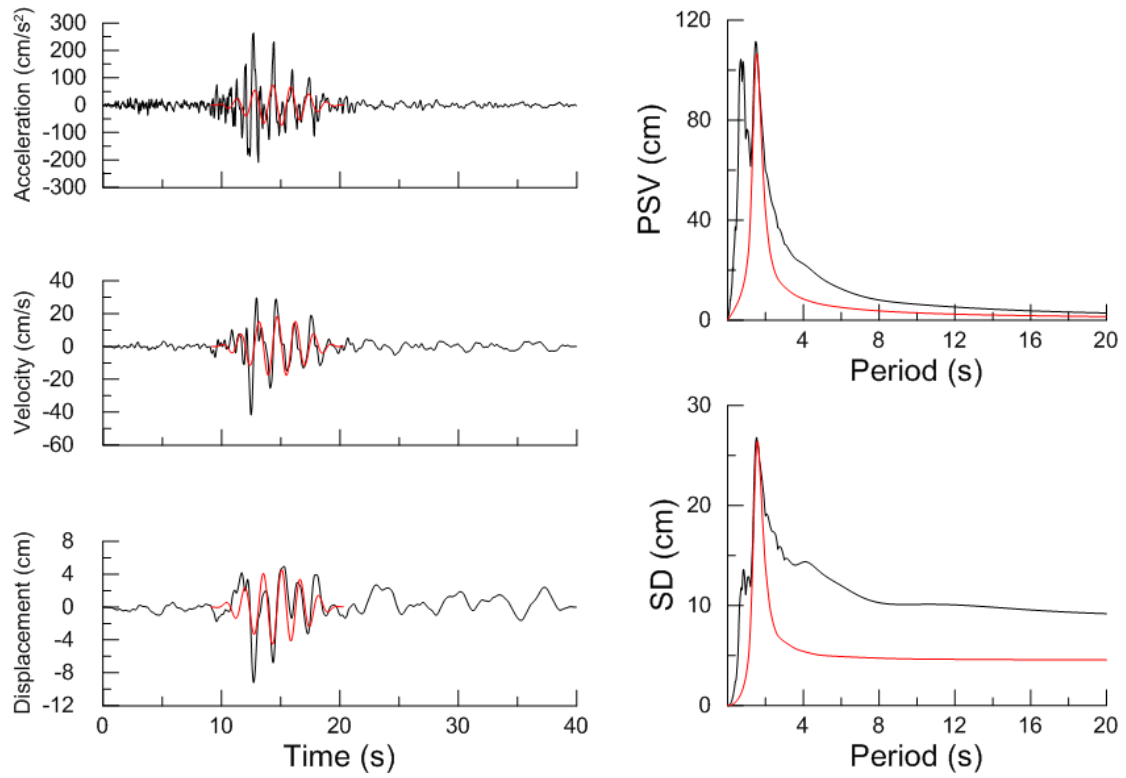 Acceleration (cm/s²)
300
200
100
0
-100
-200
-300
Velocity (cm/s)
40
20
0
-20
-40
-60
Displacement (cm)
8
4
0
-4
-8
-12
0 10 20 30 40
Time (s)
PSV (cm)
120
80
40
0
4 8 12 16 20
Period (s)
SD (cm)
30
20
10
0
4 8 12 16 20
Period (s)